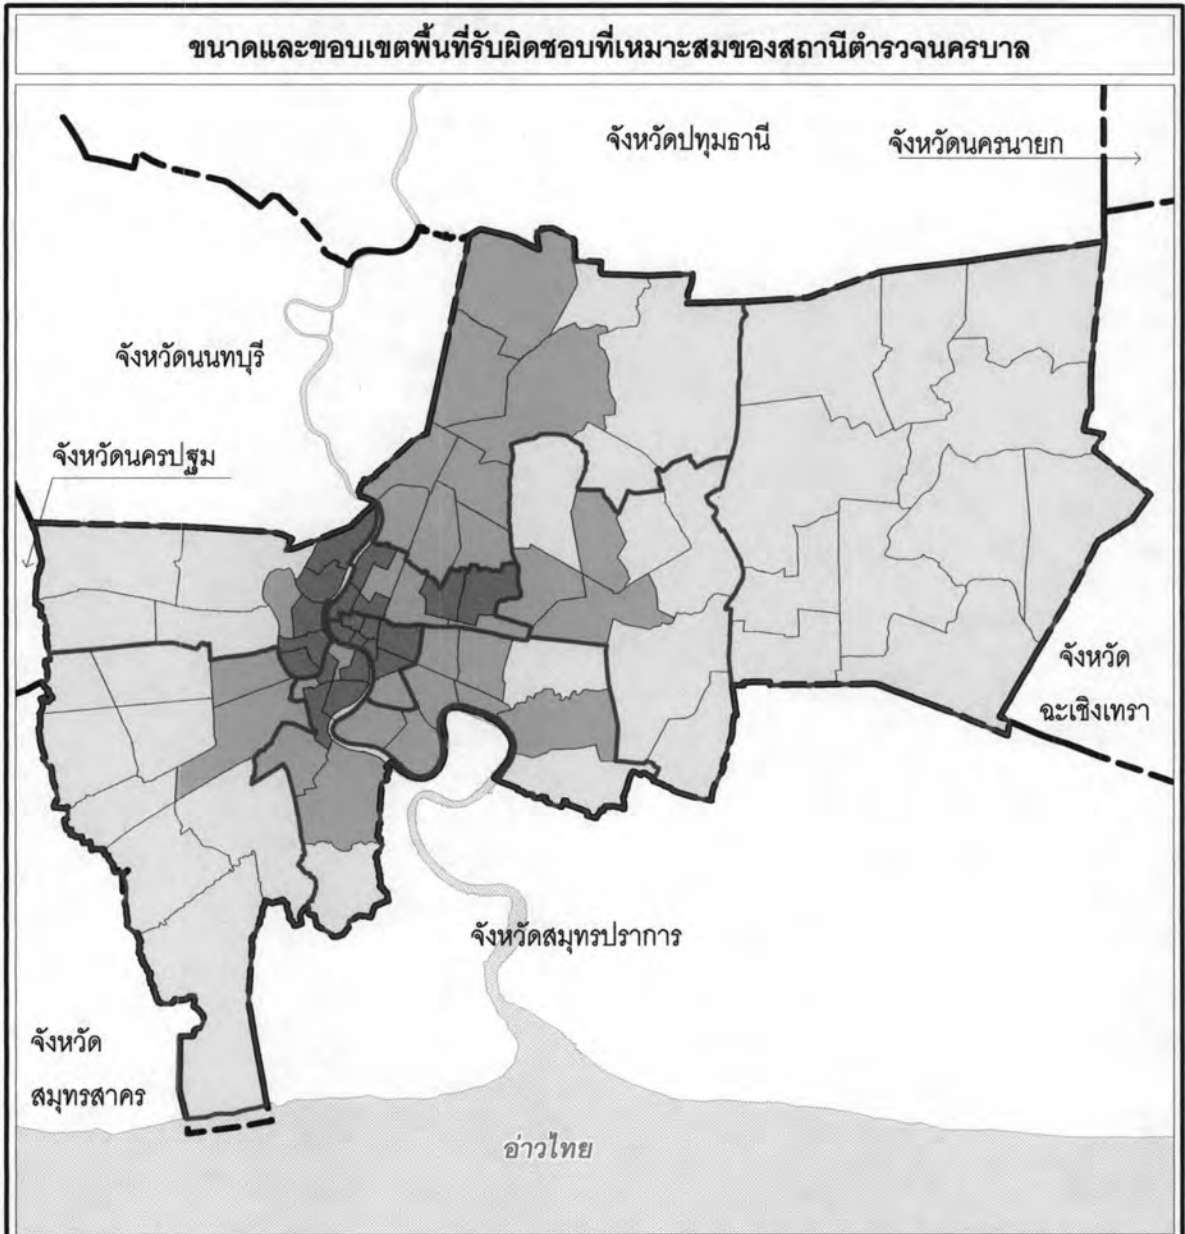 ขนาดและขอบเขตพื้นที่รับผิดชอบที่เหมาะสมของสถานีตำรวจนครบาล
จังหวัดปทุมธานี
จังหวัดนครนายก
จังหวัดนนทบุรี
จังหวัดนครปฐม
จังหวัด
ฉะเชิงเทรา
จังหวัดสมุทรปราการ
จังหวัด
สมุทรสาคร
อ่าวไทย